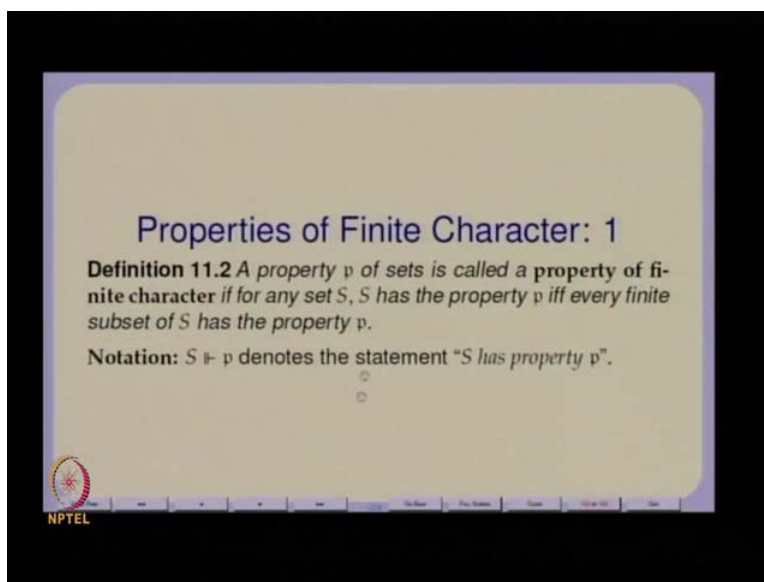 Properties of Finite Character: 1
Definition 11.2 A property 𝔭 of sets is called a property of fi-
nite character if for any set S, S has the property 𝔭 iff every finite
subset of S has the property 𝔭.
Notation: S ⊩ 𝔭 denotes the statement “S has property 𝔭”.
NPTEL